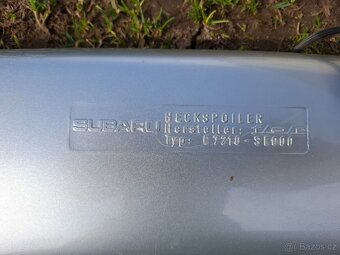 SUBARU
HECKSPOILER
Hersteller:
Typ: E7210-SE000
© Bazos.cz